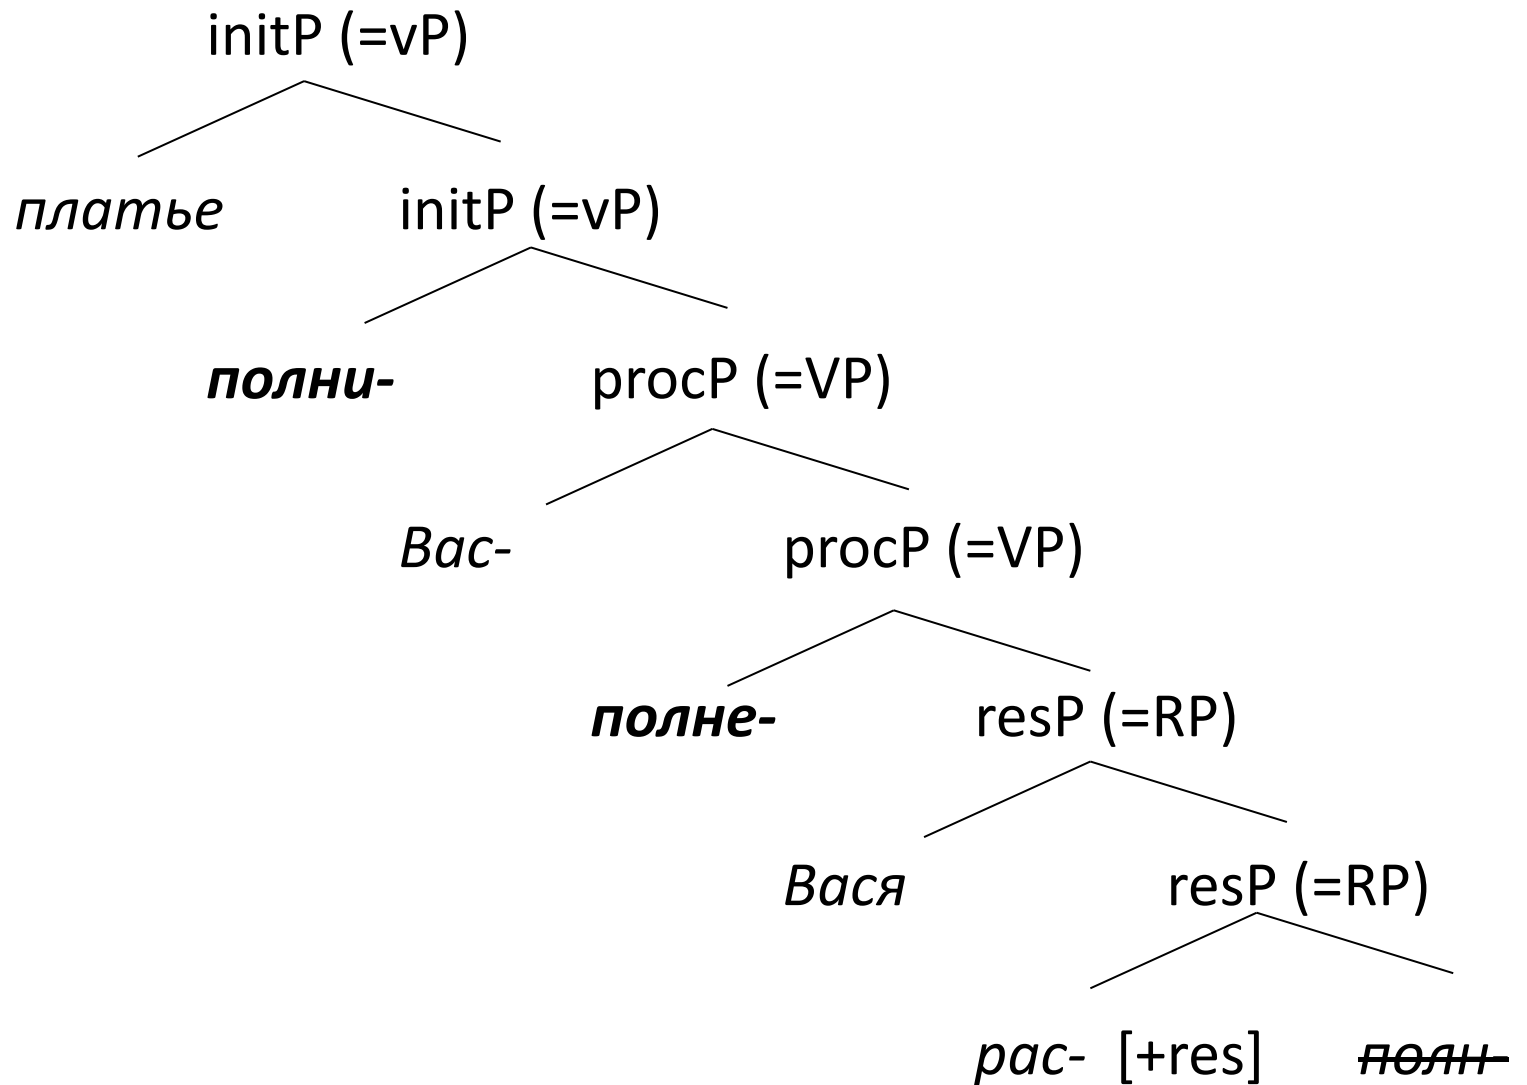 initP (=vP)
платье initP (=vP)
полни- procP (=VP)
Вас- procP (=VP)
полне- resP (=RP)
Вася resP (=RP)
рас- [+res] полн-